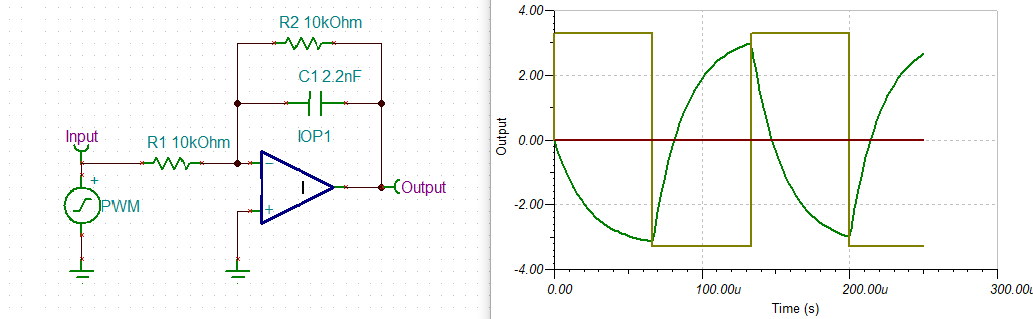 R2 10kOhm
C1 2.2nF
Input
R1 10kOhm
IOP1
-
+
PWM
I
+
Output
Output
4.00
2.00
0.00
-2.00
-4.00
0.00
100.00u
200.00u
300.00u
Time (s)